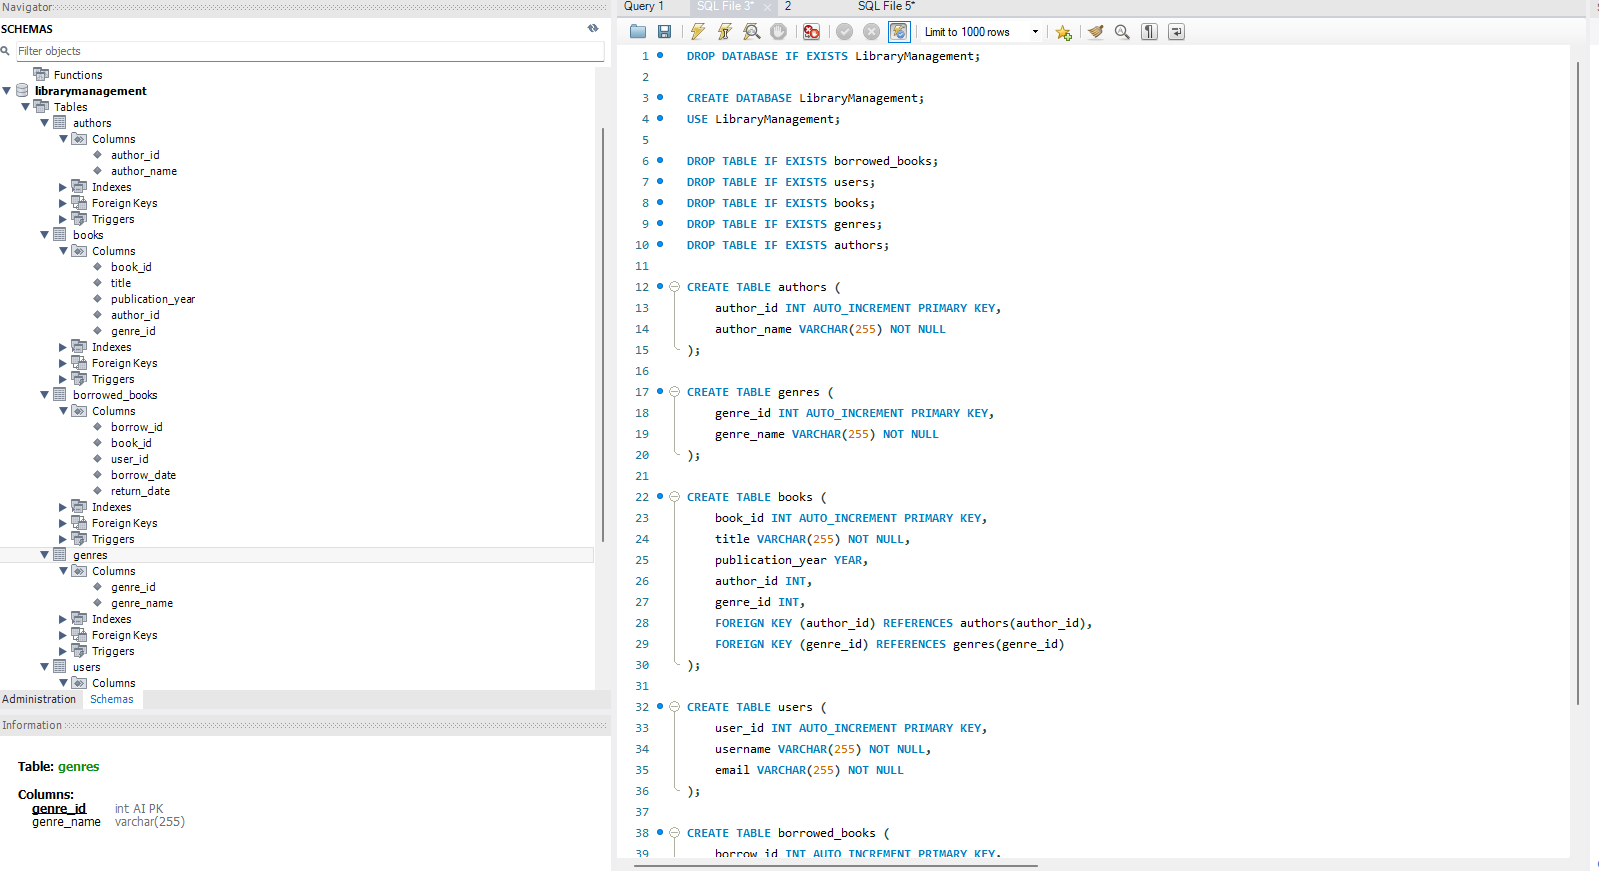 Navigator
SCHEMAS
Filter objects
Functions
librarymanagement
Tables
authors
Columns
author_id
author_name
Indexes
Foreign Keys
Triggers
books
Columns
book_id
title
publication_year
author_id
genre_id
Indexes
Foreign Keys
Triggers
borrowed_books
Columns
borrow_id
book_id
user_id
borrow_date
return_date
Indexes
Foreign Keys
Triggers
genres
Columns
genre_id
genre_name
Indexes
Foreign Keys
Triggers
users
Columns
Administration Schemas
Information
Table: genres
Columns:
genre_id int AI PK
genre_name varchar(255)
Query 1 SQL File 3* 2 SQL File 5*
Limit to 1000 rows
1 DROP DATABASE IF EXISTS LibraryManagement;
2
3 CREATE DATABASE LibraryManagement;
4 USE LibraryManagement;
5
6 DROP TABLE IF EXISTS borrowed_books;
7 DROP TABLE IF EXISTS users;
8 DROP TABLE IF EXISTS books;
9 DROP TABLE IF EXISTS genres;
10 DROP TABLE IF EXISTS authors;
11
12 CREATE TABLE authors (
13 author_id INT AUTO_INCREMENT PRIMARY KEY,
14 author_name VARCHAR(255) NOT NULL
15 );
16
17 CREATE TABLE genres (
18 genre_id INT AUTO_INCREMENT PRIMARY KEY,
19 genre_name VARCHAR(255) NOT NULL
20 );
21
22 CREATE TABLE books (
23 book_id INT AUTO_INCREMENT PRIMARY KEY,
24 title VARCHAR(255) NOT NULL,
25 publication_year YEAR,
26 author_id INT,
27 genre_id INT,
28 FOREIGN KEY (author_id) REFERENCES authors(author_id),
29 FOREIGN KEY (genre_id) REFERENCES genres(genre_id)
30 );
31
32 CREATE TABLE users (
33 user_id INT AUTO_INCREMENT PRIMARY KEY,
34 username VARCHAR(255) NOT NULL,
35 email VARCHAR(255) NOT NULL
36 );
37
38 CREATE TABLE borrowed_books (
39 borrow_id INT AUTO_INCREMENT PRIMARY KEY,